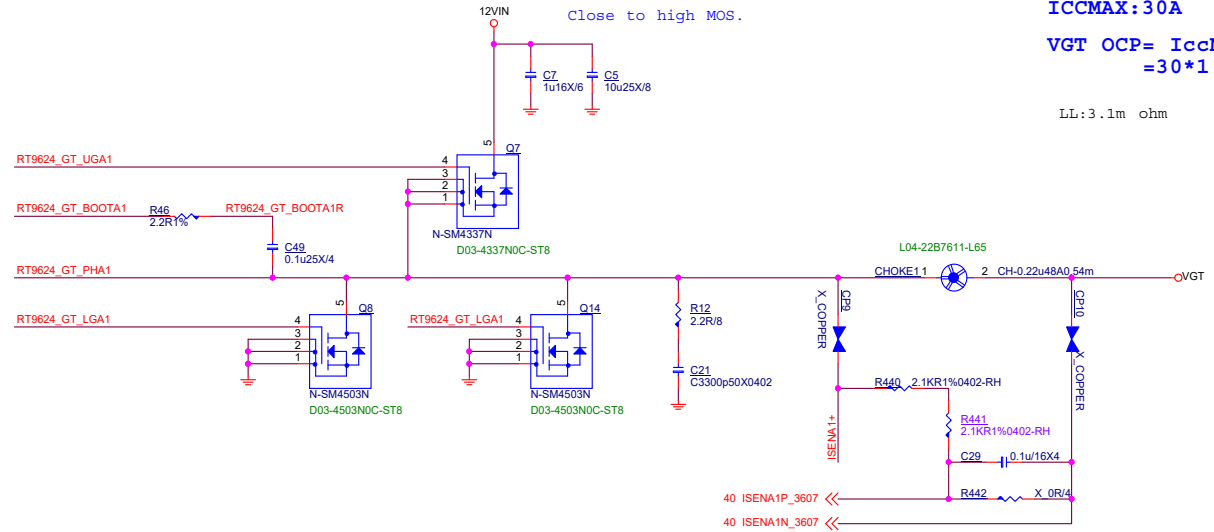 12VIN
Close to high MOS.
ICCMAX:30A
VGT OCP=
=30*1
LL:3.1m ohm
C7
1u16X/6
C5
10u25X/8
5
Q7
RT9624_GT_UGA1
4
3
2
1
N-SM4337N
D03-4337N0C-ST8
RT9624_GT_BOOTA1
R46
2.2R1%
RT9624_GT_BOOTA1R
C49
0.1u25X/4
RT9624_GT_PHA1
L04-22B7611-L65
CHOKE1
1
2
CH-0.22u48A0.54m
VGT
RT9624_GT_LGA1
5
Q8
4
3
2
1
N-SM4503N
D03-4503N0C-ST8
RT9624_GT_LGA1
5
Q14
4
3
2
1
N-SM4503N
D03-4503N0C-ST8
R12
2.2R/8
C21
C3300p50X0402
CP9
X_COPPER
CP10
X_COPPER
R440
2.1KR1%0402-RH
R441
2.1KR1%0402-RH
ISENA1+
C29
0.1u/16X4
R442
X_0R/4
40 ISENA1P_3607
40 ISENA1N_3607